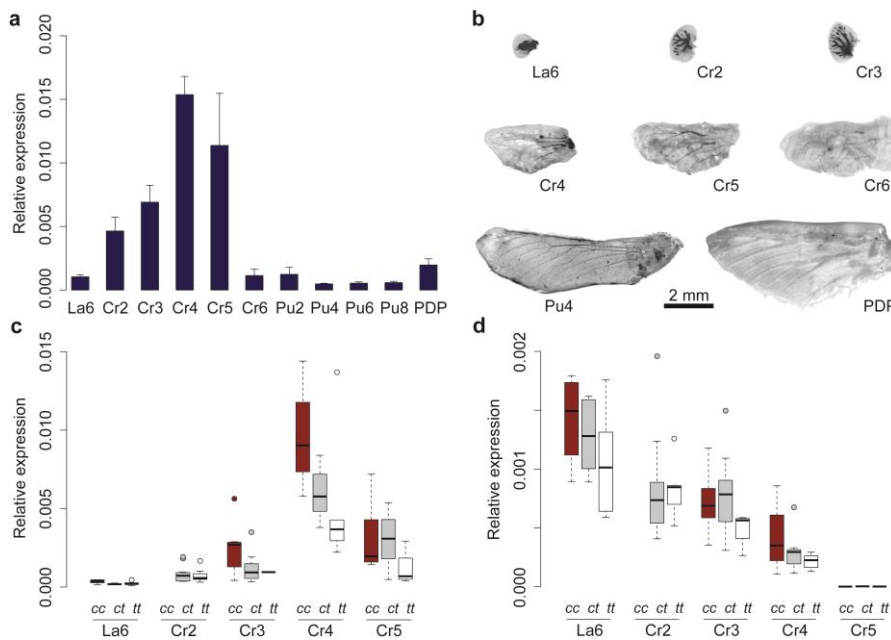 a
Relative expression
0.020
0.015
0.010
0.005
0.000
La6 Cr2 Cr3 Cr4 Cr5 Cr6 Pu2 Pu4 Pu6 Pu8 PDP
b
La6 Cr2 Cr3
Cr4 Cr5 Cr6
Pu4 2 mm PDP
c
Relative expression
0.015
0.010
0.005
0.000
cc ct tt cc ct tt cc ct tt cc ct tt cc ct tt
La6 Cr2 Cr3 Cr4 Cr5
d
Relative expression
0.002
0.001
0.000
cc ct tt cc ct tt cc ct tt cc ct tt cc ct tt
La6 Cr2 Cr3 Cr4 Cr5